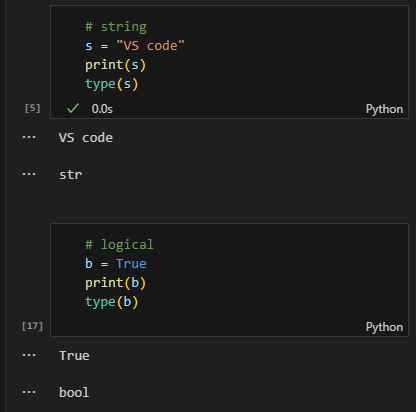 # string
s = "VS code"
print(s)
type(s)
[5] ✓ 0.0s Python
... VS code
... str
# logical
b = True
print(b)
type(b)
[17] Python
... True
... bool